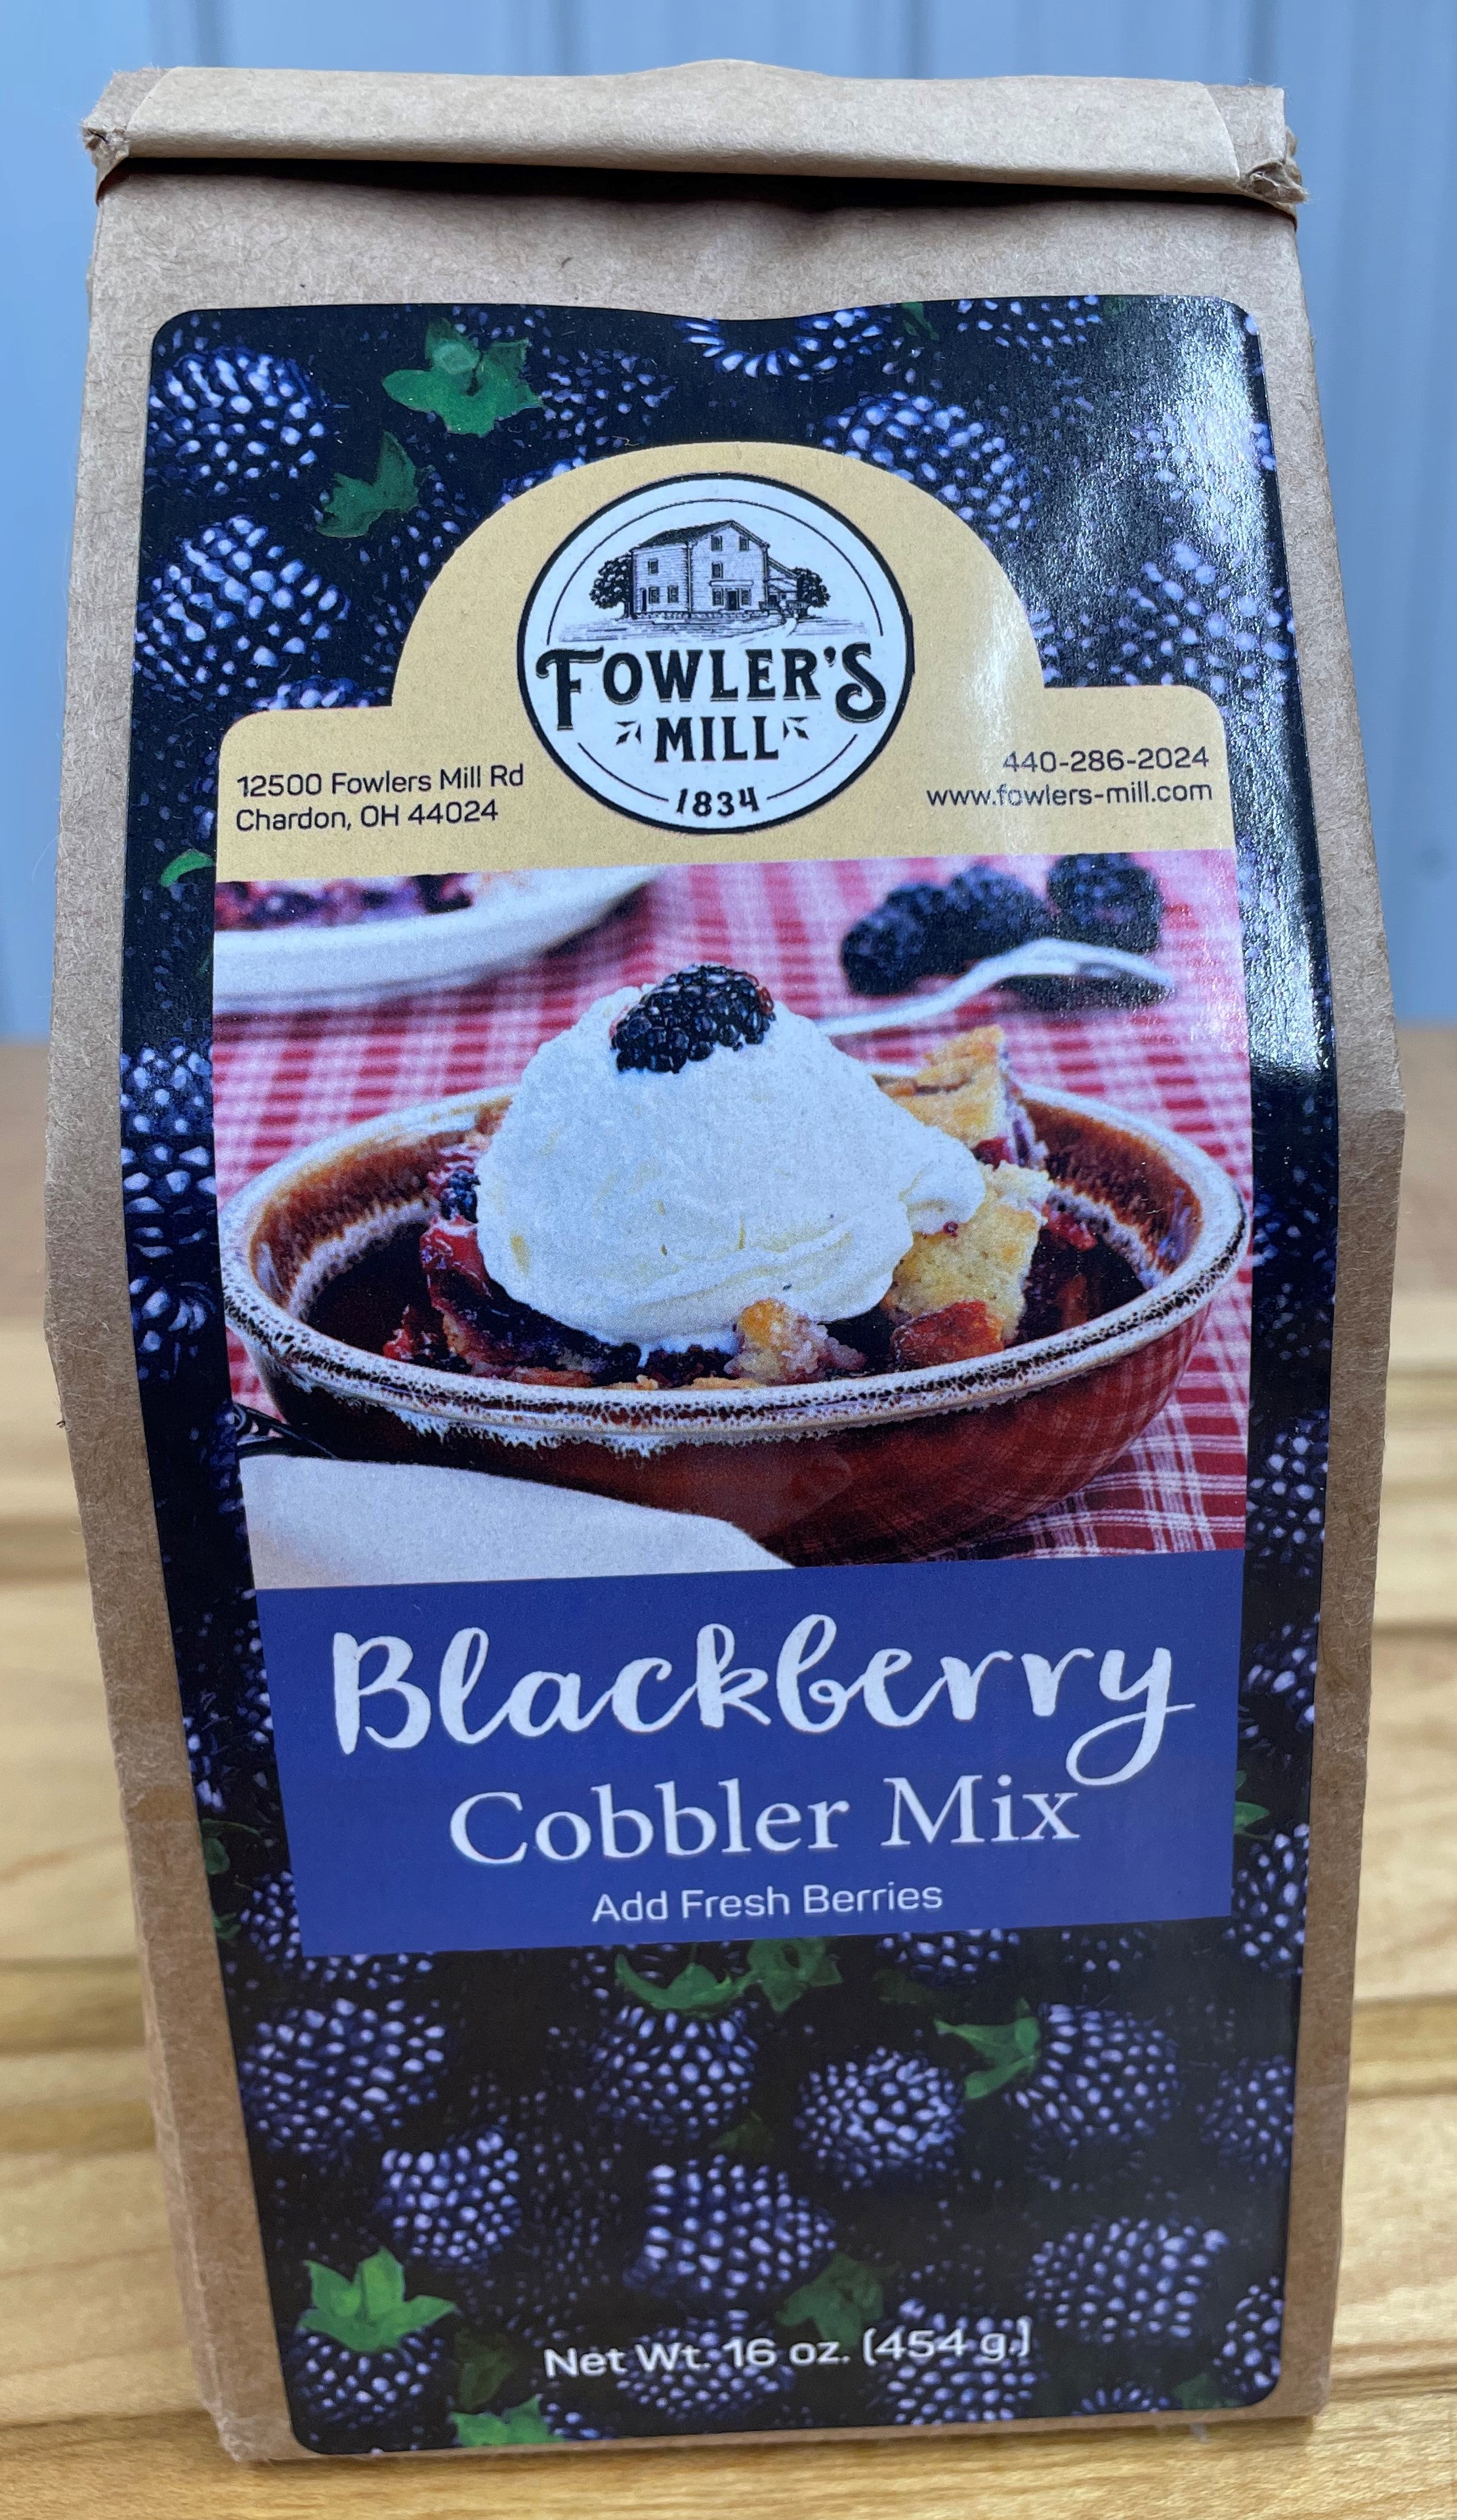 FOWLER'S
MILL
1834
12500 Fowlers Mill Rd
Chardon, OH 44024
440-286-2024
www.fowlers-mill.com
Blackberry
Cobbler Mix
Add Fresh Berries
Net Wt. 16 oz. (454 g.)